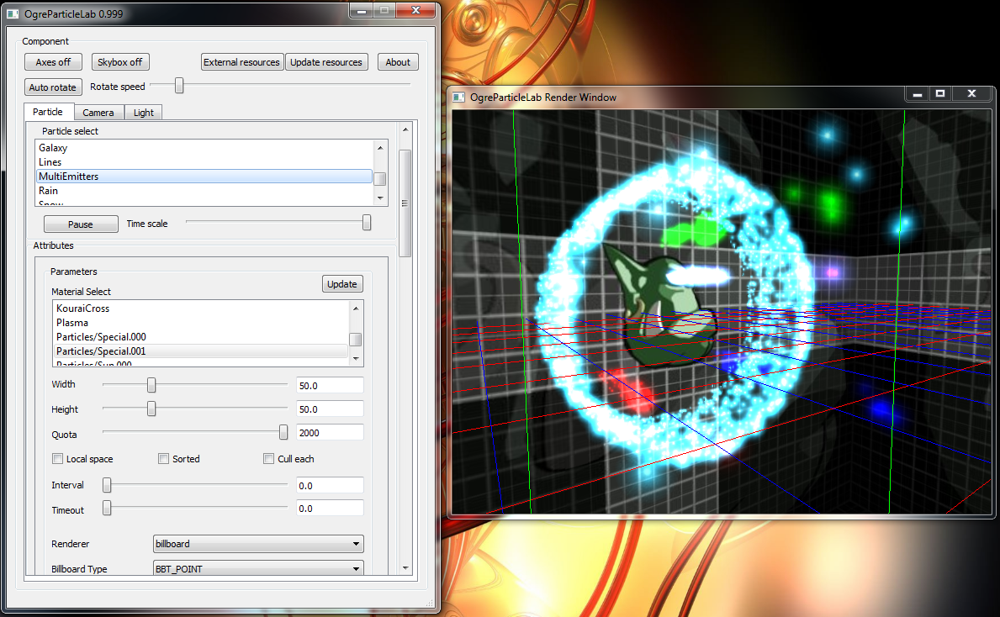 OgreParticleLab 0.999
Component
Axes off Skybox off External resources Update resources About
Auto rotate Rotate speed
Particle Camera Light
Particle select
Galaxy
Lines
MultiEmitters
Rain
Snow
Pause Time scale
Attributes
Parameters
Update
Material Select
KouraiCross
Plasma
Particles/Special.000
Particles/Special.001
Particles/Sun.000
Width 50.0
Height 50.0
Quota 2000
Local space Sorted Cull each
Interval 0.0
Timeout 0.0
Renderer billboard
Billboard Type BBT_POINT
OgreParticleLab Render Window